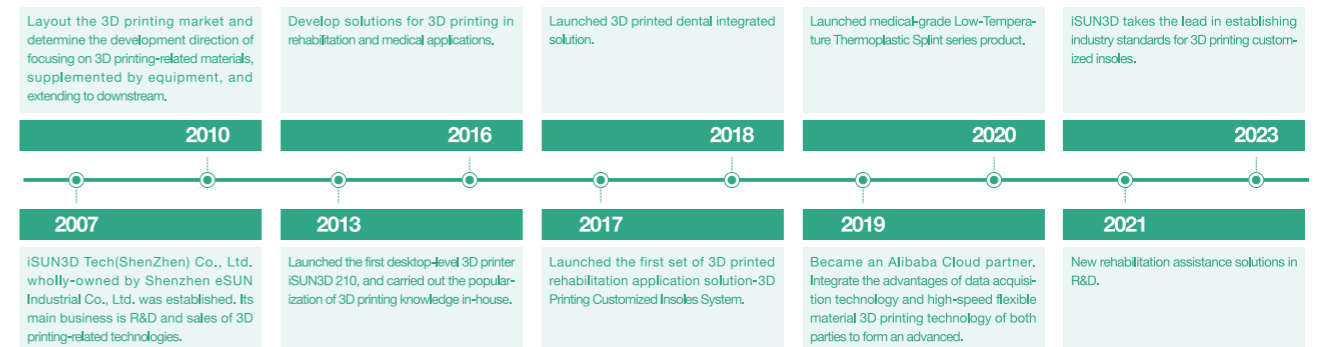 Layout the 3D printing market and
determine the development direction of
focusing on 3D printing-related materials,
supplemented by equipment, and
extending to downstream.
2010
Develop solutions for 3D printing in
rehabilitation and medical applications.
2016
Launched 3D printed dental integrated
solution.
2018
Launched medical-grade Low-Tempera-
ture Thermoplastic Splint series product.
2020
iSUN3D takes the lead in establishing
industry standards for 3D printing custom-
ized insoles.
2023
2007
iSUN3D Tech(ShenZhen) Co., Ltd.
wholly-owned by Shenzhen eSUN
Industrial Co., Ltd. was established. Its
main business is R&D and sales of 3D
printing-related technologies.
2013
Launched the first desktop-level 3D printer
iSUN3D 210, and carried out the popular-
ization of 3D printing knowledge in-house.
2017
Launched the first set of 3D printed
rehabilitation application solution-3D
Printing Customized Insoles System.
2019
Became an Alibaba Cloud partner.
Integrate the advantages of data acquisi-
tion technology and high-speed flexible
material 3D printing technology of both
parties to form an advanced.
2021
New rehabilitation assistance solutions in
R&D.